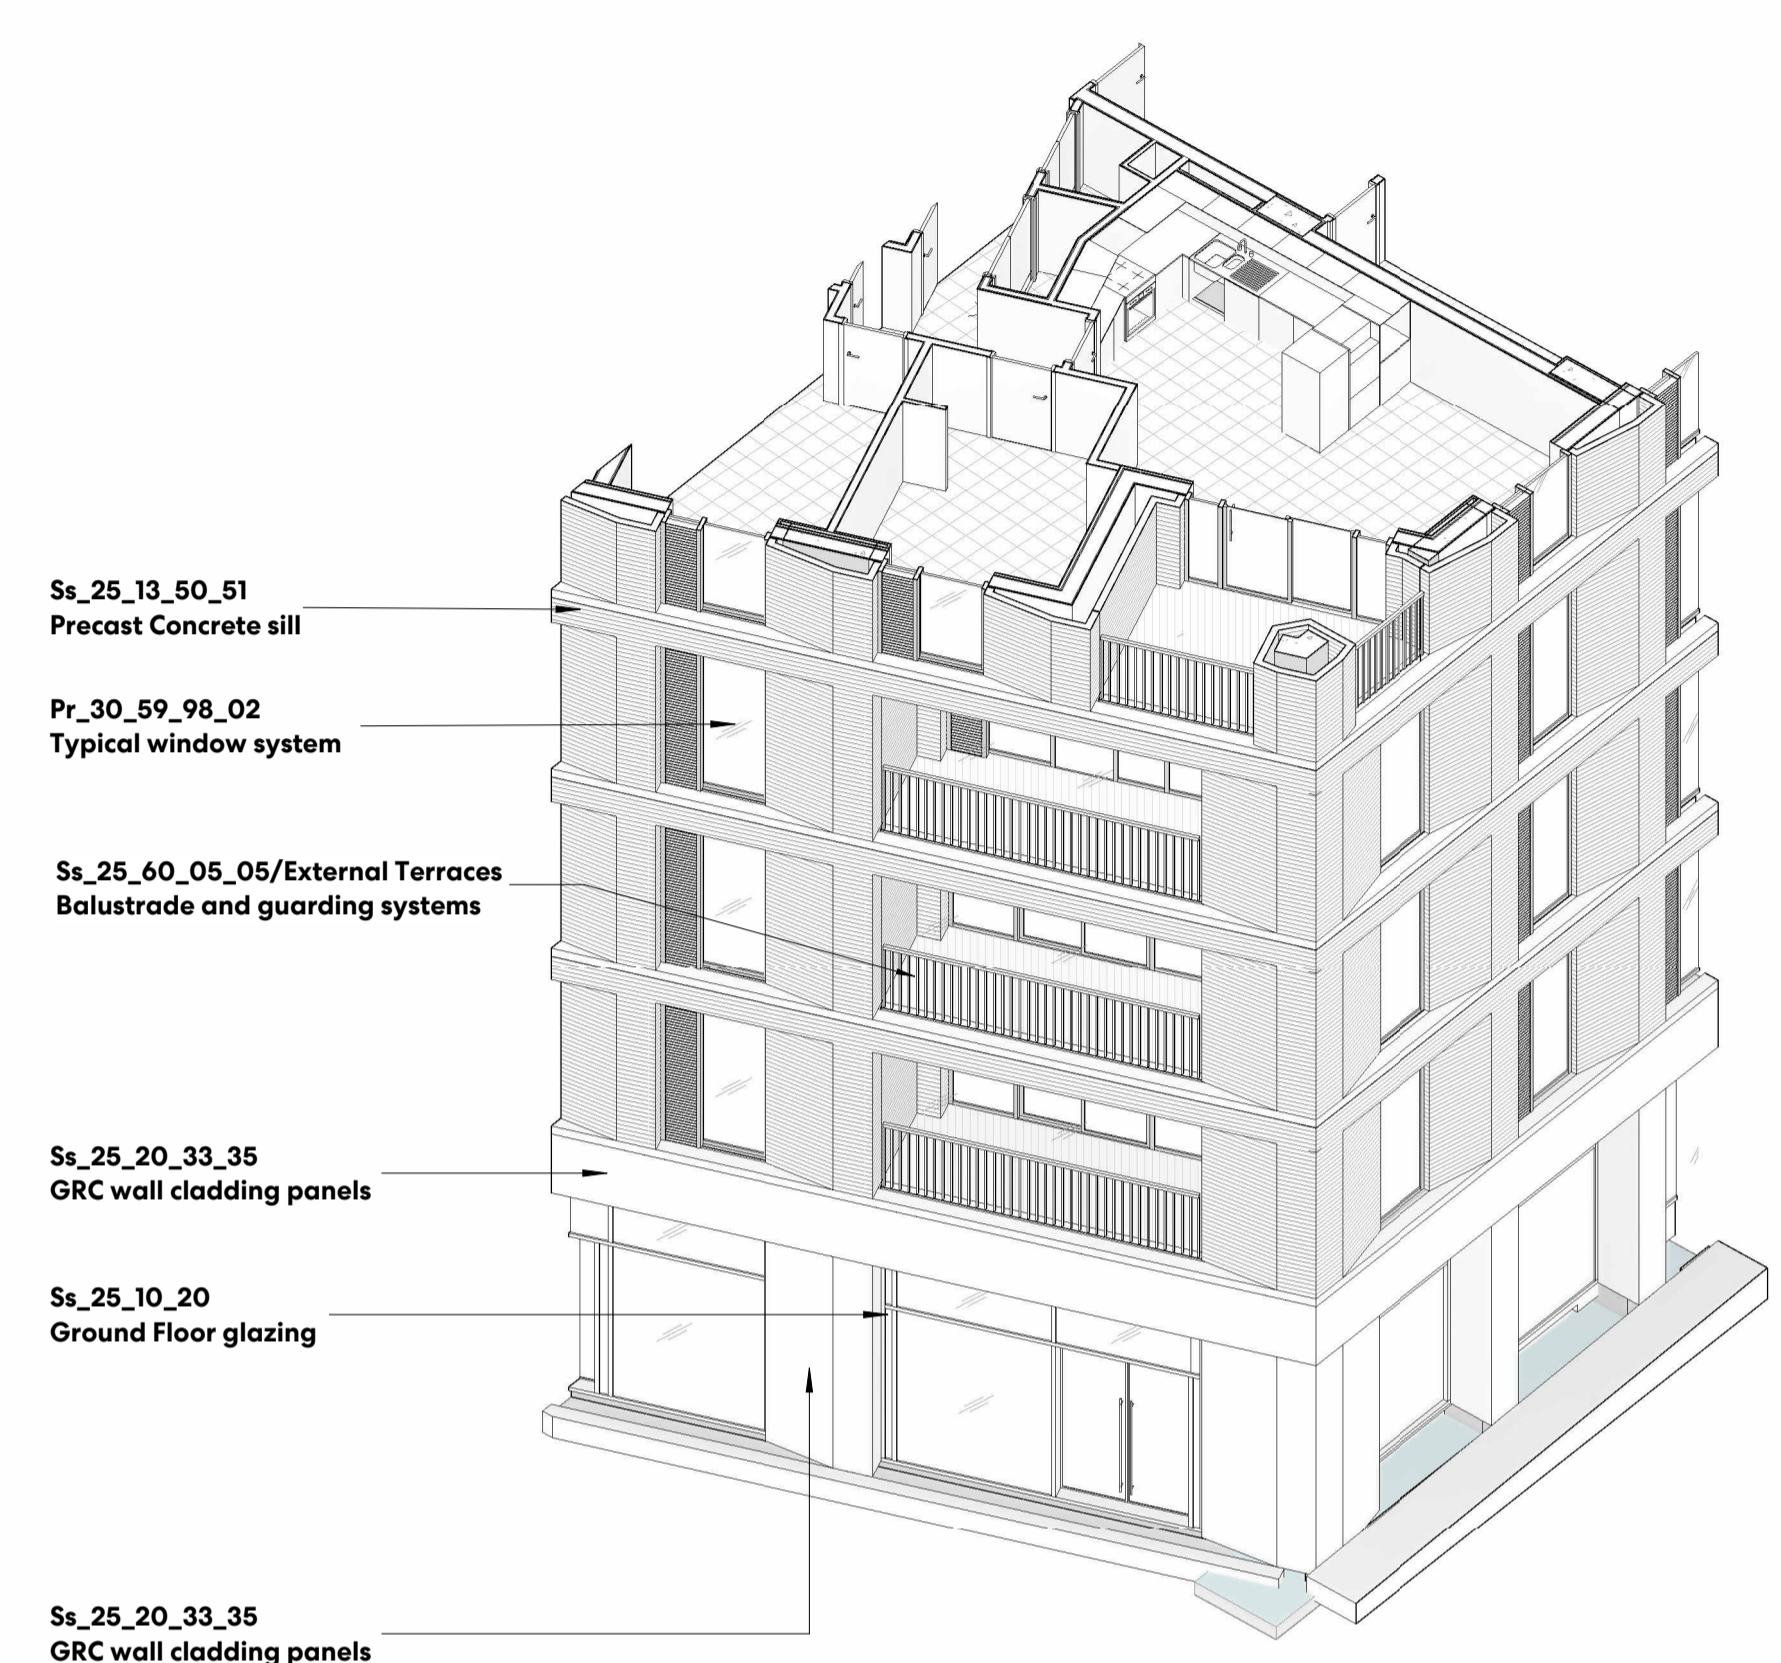 Ss_25_13_50_51
Precast Concrete sill
Pr_30_59_98_02
Typical window system
Ss_25_60_05_05/External Terraces
Balustrade and guarding systems
Ss_25_20_33_35
GRC wall cladding panels
Ss_25_10_20
Ground Floor glazing
Ss_25_20_33_35
GRC wall cladding panels